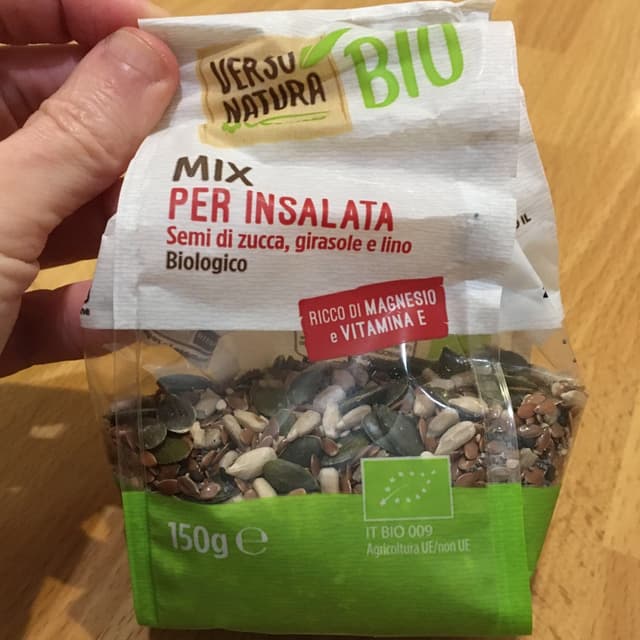 VERSO
NATURA
BIO
MIX
PER INSALATA
Semi di zucca, girasole e lino
Biologico
RICCO DI MAGNESIO
e VITAMINA E
150g ℮
IT BIO 009
Agricoltura UE/non UE
IL